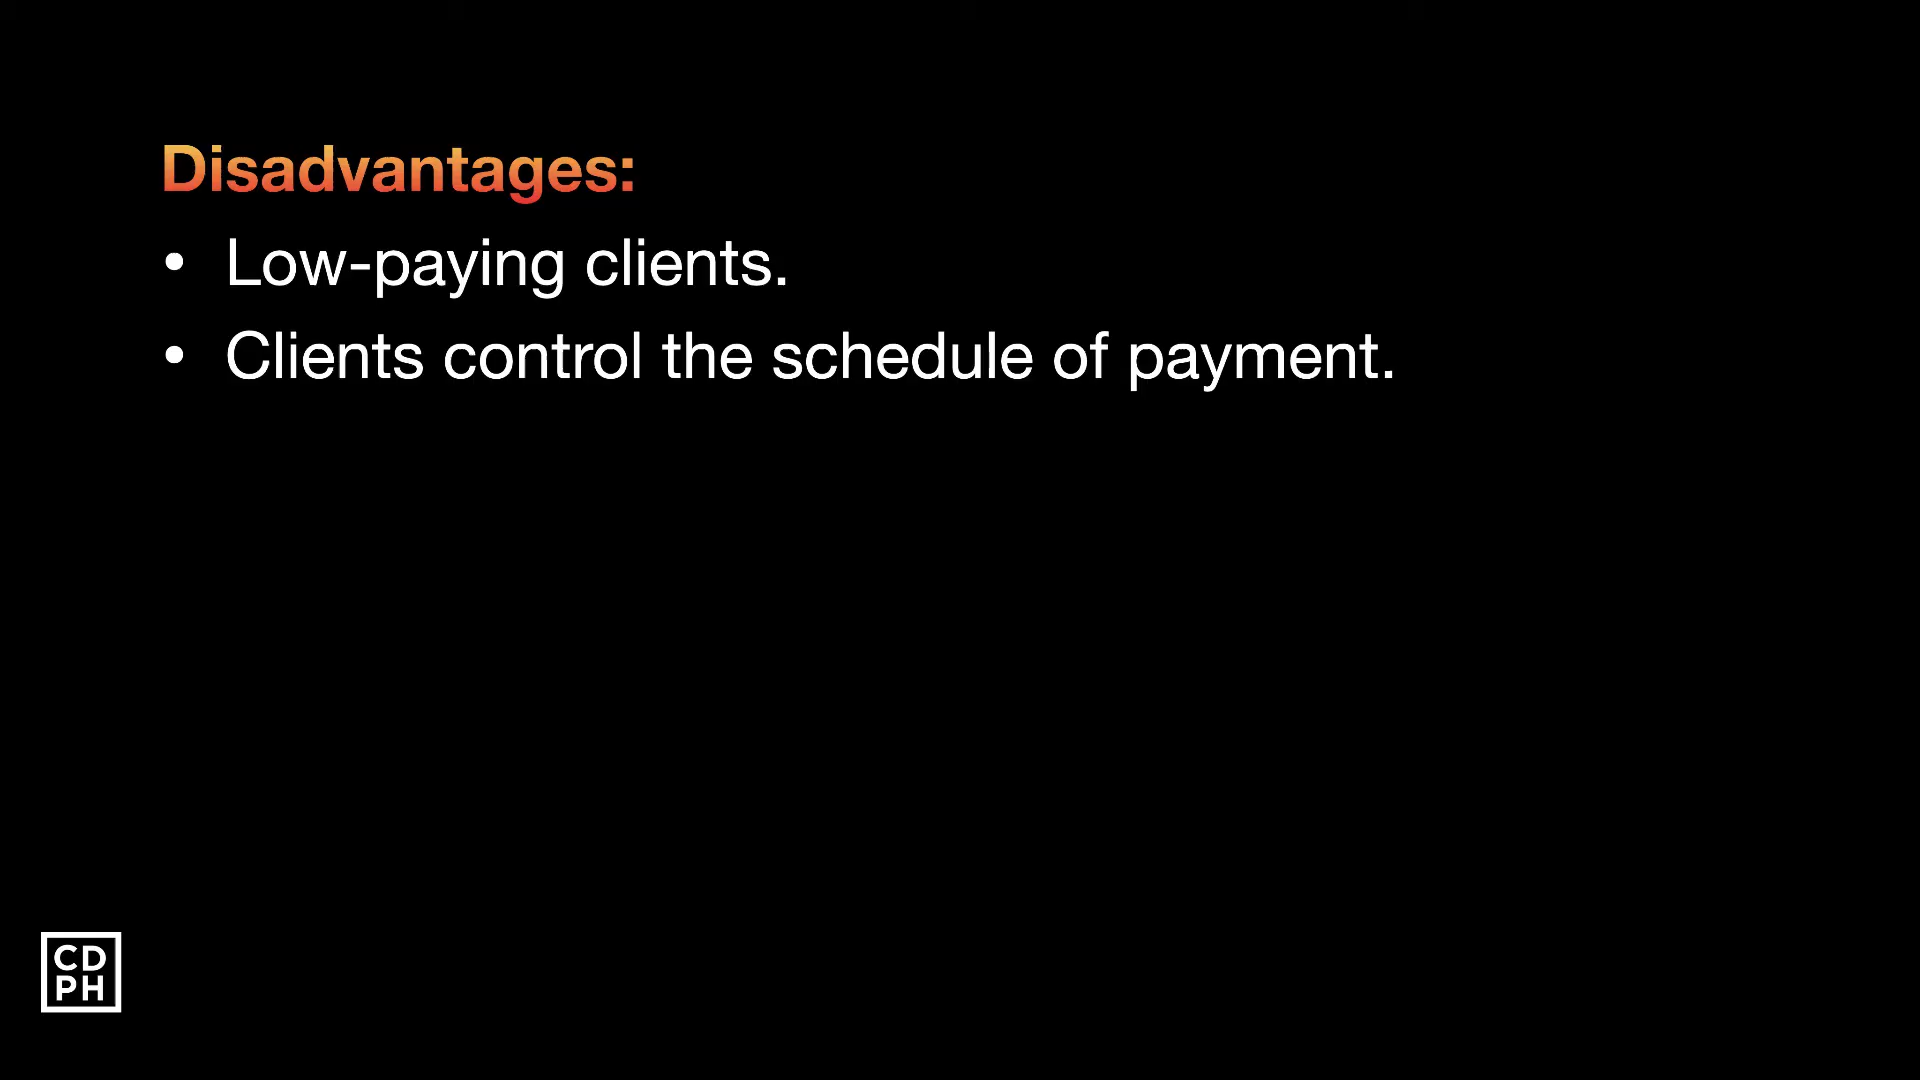 Disadvantages:
• Low-paying clients.
• Clients control the schedule of payment.
CD
PH